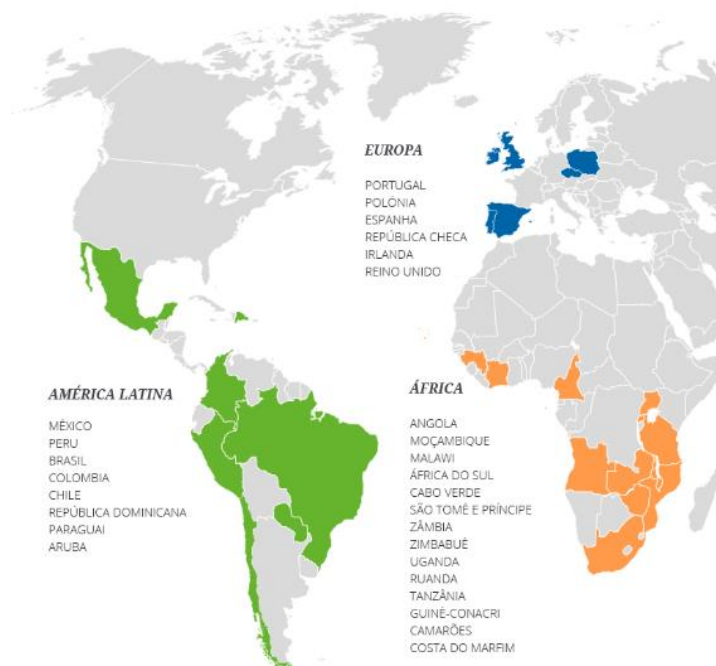 EUROPA
PORTUGAL
POLÓNIA
ESPANHA
REPÚBLICA CHECA
IRLANDA
REINO UNIDO
AMÉRICA LATINA
MÉXICO
PERU
BRASIL
COLOMBIA
CHILE
REPÚBLICA DOMINICANA
PARAGUAI
ARUBA
ÁFRICA
ANGOLA
MOÇAMBIQUE
MALAWI
ÁFRICA DO SUL
CABO VERDE
SÃO TOMÉ E PRÍNCIPE
ZÂMBIA
ZIMBABUÉ
UGANDA
RUANDA
TANZÂNIA
GUINÉ-CONACRI
CAMARÕES
COSTA DO MARFIM